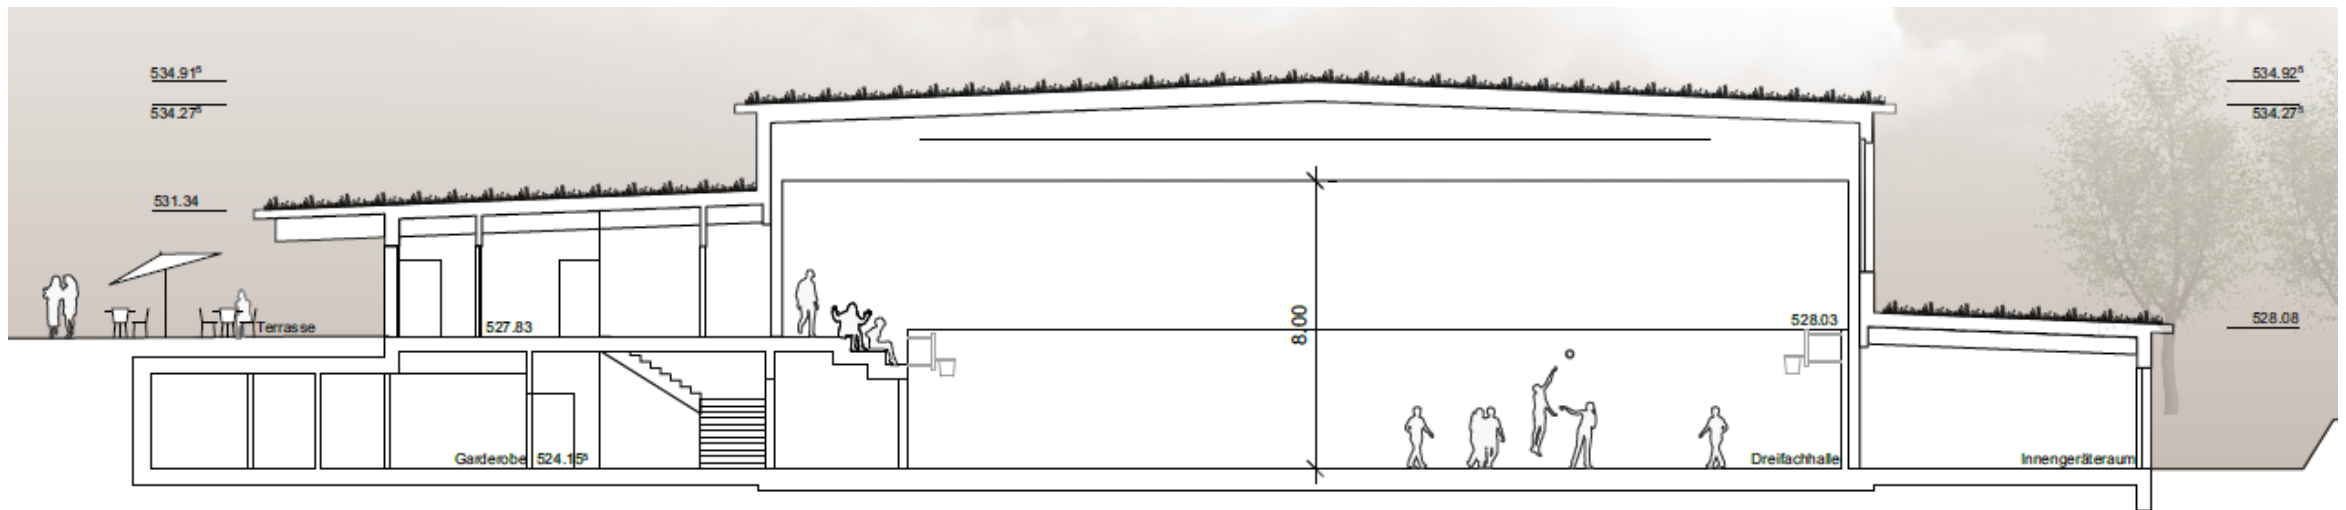 534.91⁵
534.27⁵
531.34
Terrasse
527.83
Garderobe 524.15⁵
8.00
528.03
Dreifachhalle
Innengeräteraum
534.92⁵
534.27⁵
528.08